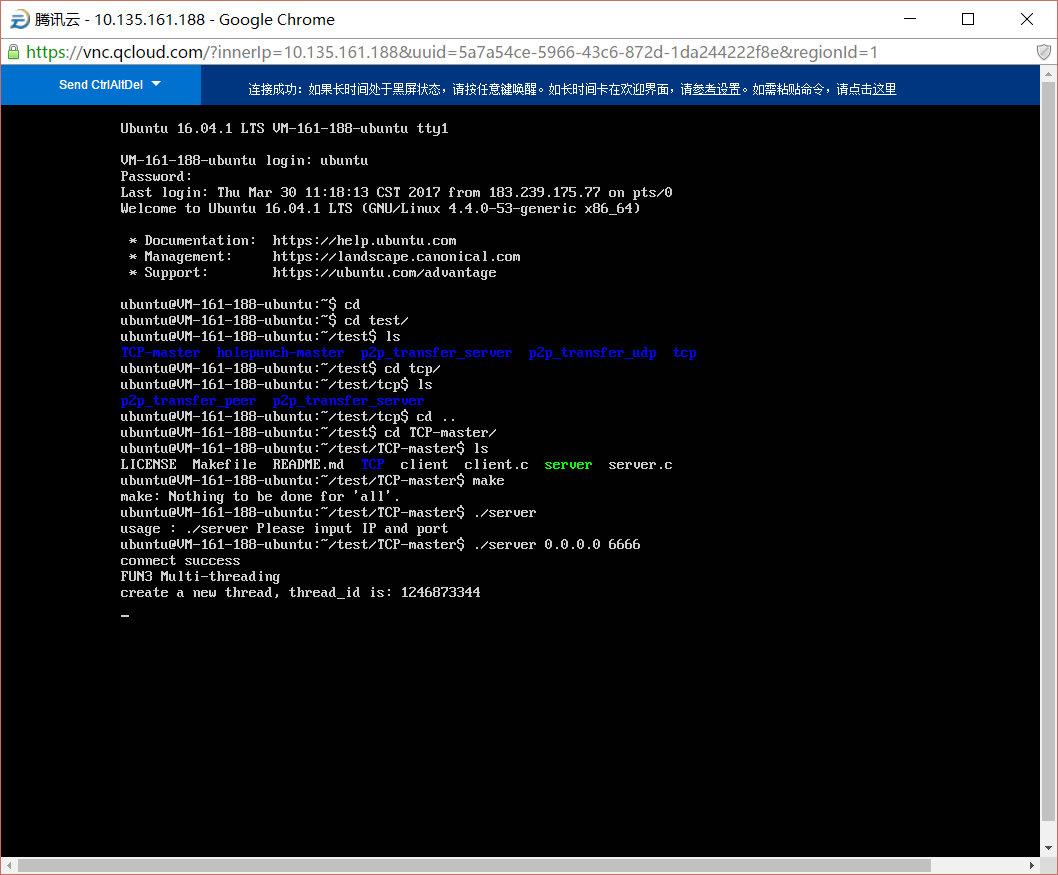 腾讯云 - 10.135.161.188 - Google Chrome
https://vnc.qcloud.com/?innerIp=10.135.161.188&uuid=5a7a54ce-5966-43c6-872d-1da244222f8e&regionId=1
Send CtrlAltDel
连接成功：如果长时间处于黑屏状态，请按任意键唤醒。如长时间卡在欢迎界面，请参考设置。如需粘贴命令，请点击这里
Ubuntu 16.04.1 LTS VM-161-188-ubuntu tty1
VM-161-188-ubuntu login: ubuntu
Password:
Last login: Thu Mar 30 11:18:13 CST 2017 from 183.239.175.77 on pts/0
Welcome to Ubuntu 16.04.1 LTS (GNU/Linux 4.4.0-53-generic x86_64)
* Documentation:  https://help.ubuntu.com
* Management:     https://landscape.canonical.com
* Support:        https://ubuntu.com/advantage
ubuntu@VM-161-188-ubuntu:~$ cd
ubuntu@VM-161-188-ubuntu:~$ cd test/
ubuntu@VM-161-188-ubuntu:~/test$ ls
TCP-master  holepunch-master  p2p_transfer_server  p2p_transfer_udp  tcp
ubuntu@VM-161-188-ubuntu:~/test$ cd tcp/
ubuntu@VM-161-188-ubuntu:~/test/tcp$ ls
p2p_transfer_peer  p2p_transfer_server
ubuntu@VM-161-188-ubuntu:~/test/tcp$ cd ..
ubuntu@VM-161-188-ubuntu:~/test$ cd TCP-master/
ubuntu@VM-161-188-ubuntu:~/test/TCP-master$ ls
LICENSE  Makefile  README.md  TCP  client  client.c  server  server.c
ubuntu@VM-161-188-ubuntu:~/test/TCP-master$ make
make: Nothing to be done for 'all'.
ubuntu@VM-161-188-ubuntu:~/test/TCP-master$ ./server
usage : ./server Please input IP and port
ubuntu@VM-161-188-ubuntu:~/test/TCP-master$ ./server 0.0.0.0 6666
connect success
FUN3 Multi-threading
create a new thread, thread_id is: 1246873344